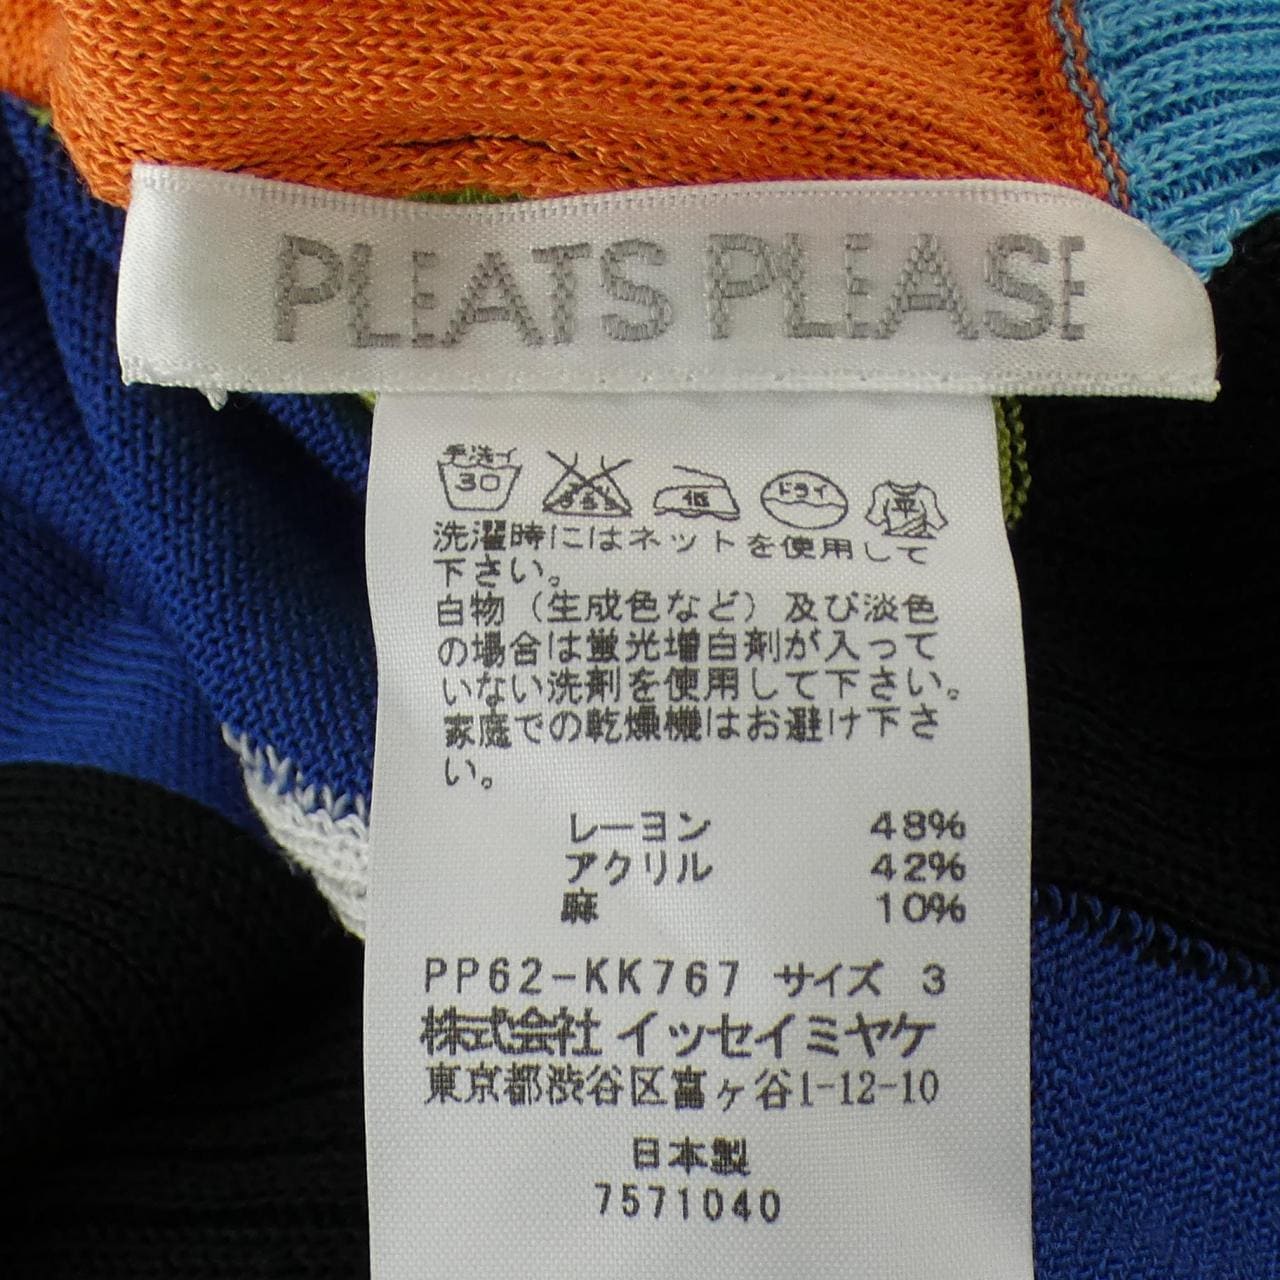 PLEATS PLEASE
手洗イ
30
エンソ
サラシ
低
ドライ
平
洗濯時にはネットを使用して
下さい。
白物（生成色など）及び淡色
の場合は蛍光増白剤が入って
いない洗剤を使用して下さい。
家庭での乾燥機はお避け下さ
い。
レーヨン 48%
アクリル 42%
麻 10%
PP62-KK767 サイズ 3
株式会社 イッセイミヤケ
東京都渋谷区富ヶ谷1-12-10
日本製
7571040